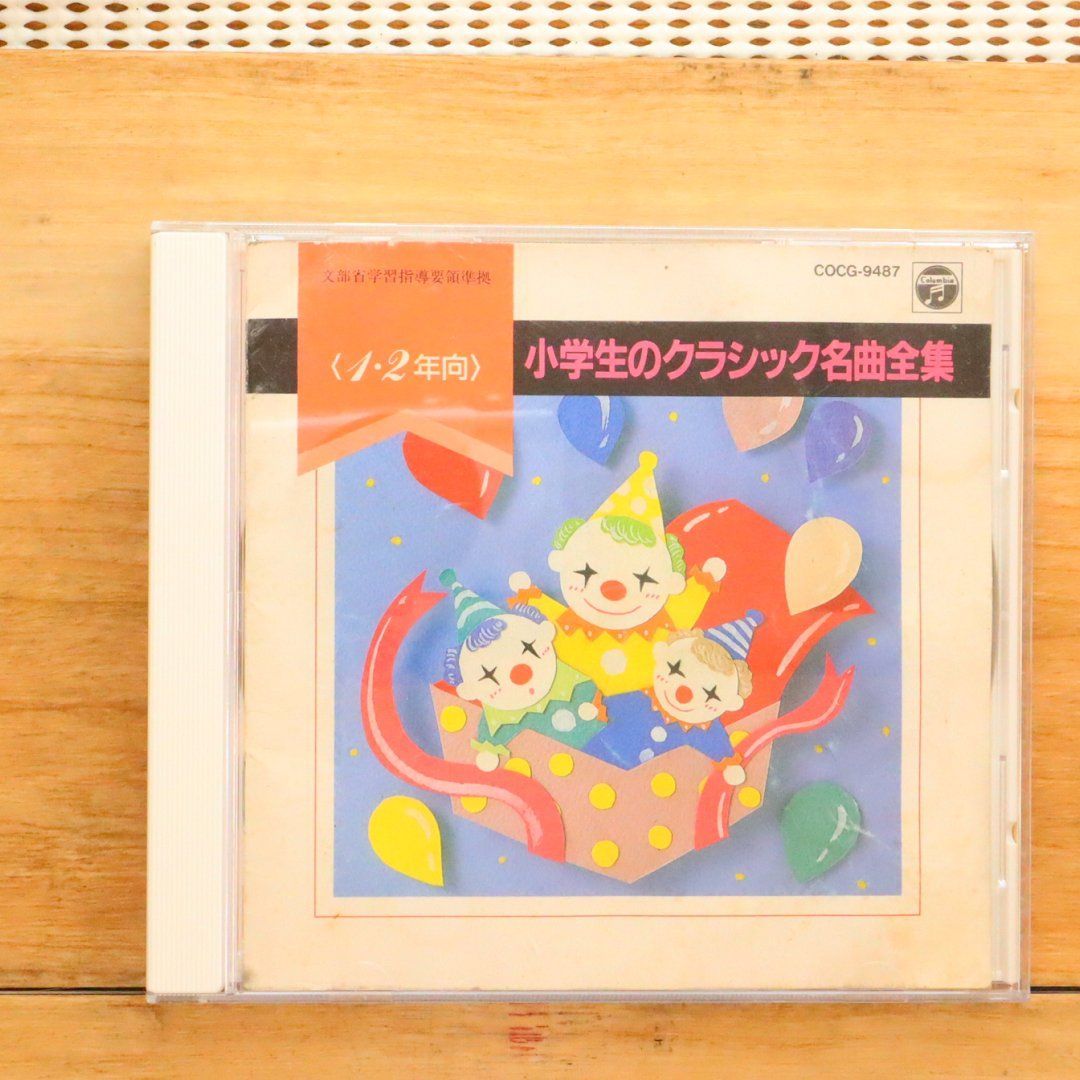 文部省学習指導要領準拠
COCG-9487
Columbia
〈1・2年向〉
小学生のクラシック名曲全集